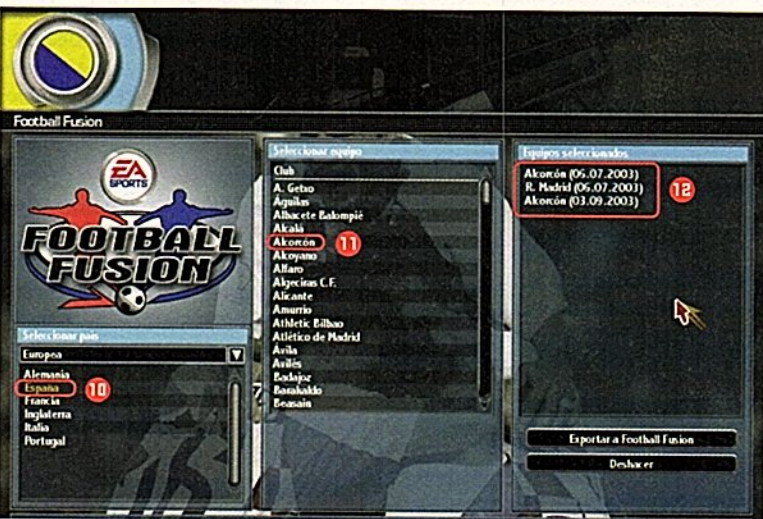 Football Fusion
EA
SPORTS
FOOTBALL
FUSION
Seleccionar país
Europea
Alemania
España
10
Francia
Inglaterra
Italia
Portugal
Seleccionar equipo
Club
A. Getxo
Águilas
Albacete Balompié
Alcalá
Alcorcón
11
Alcoyano
Alfaro
Algeciras C.F.
Alicante
Amurrio
Athletic Bilbao
Atlético de Madrid
Ávila
Avilés
Badajoz
Barakaldo
Beasain
Equipos seleccionados
Alcorcón (06.07.2003)
R. Madrid (06.07.2003)
Alcorcón (03.09.2003)
12
Exportar a Football Fusion
Deshacer